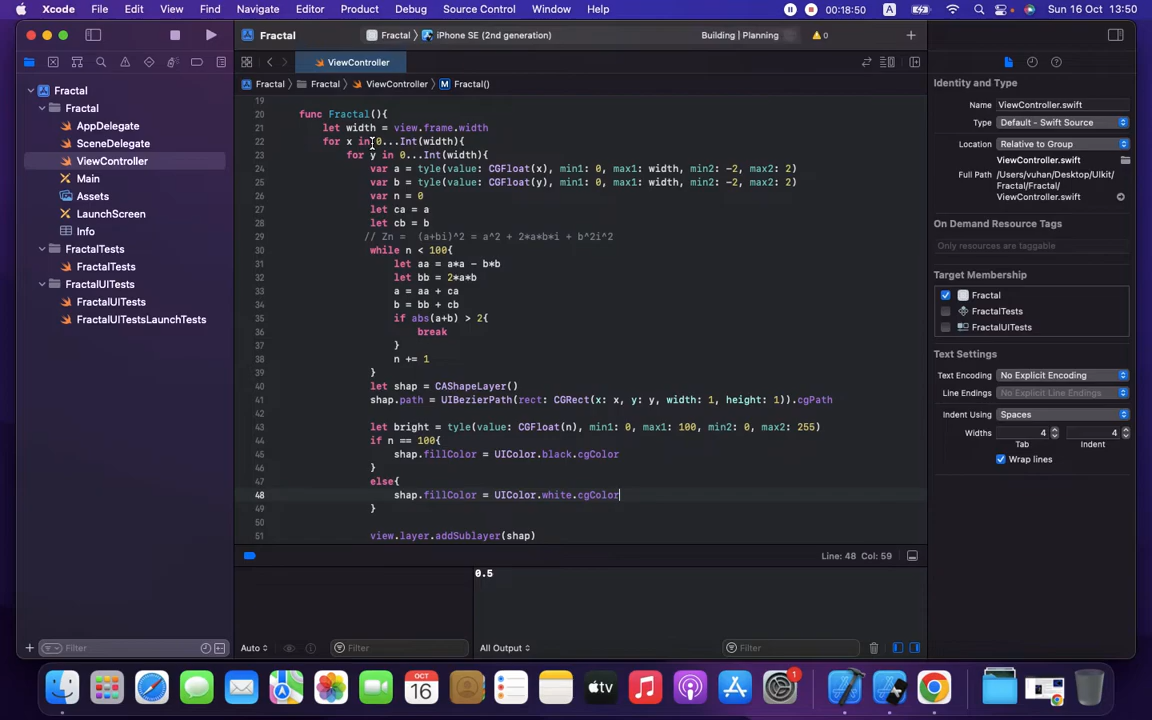 Xcode File Edit View Find Navigate Editor Product Debug Source Control Window Help 00:18:50 A Sun 16 Oct 13:50
Fractal Fractal iPhone SE (2nd generation) Building | Planning 0
ViewController
Fractal Fractal ViewController M Fractal()
Fractal
Fractal
AppDelegate
SceneDelegate
ViewController
Main
Assets
LaunchScreen
Info
FractalTests
FractalTests
FractalUITests
FractalUITests
FractalUITestsLaunchTests
Filter
19
20 func Fractal(){
21 let width = view.frame.width
22 for x in 0...Int(width){
23 for y in 0...Int(width){
24 var a = tyle(value: CGFloat(x), min1: 0, max1: width, min2: -2, max2: 2)
25 var b = tyle(value: CGFloat(y), min1: 0, max1: width, min2: -2, max2: 2)
26 var n = 0
27 let ca = a
28 let cb = b
29 // Zn = (a+bi)^2 = a^2 + 2*a*b*i + b^2i^2
30 while n < 100{
31 let aa = a*a - b*b
32 let bb = 2*a*b
33 a = aa + ca
34 b = bb + cb
35 if abs(a+b) > 2{
36 break
37 }
38 n += 1
39 }
40 let shap = CAShapeLayer()
41 shap.path = UIBezierPath(rect: CGRect(x: x, y: y, width: 1, height: 1)).cgPath
42
43 let bright = tyle(value: CGFloat(n), min1: 0, max1: 100, min2: 0, max2: 255)
44 if n == 100{
45 shap.fillColor = UIColor.black.cgColor
46 }
47 else{
48 shap.fillColor = UIColor.white.cgColor
49 }
50
51 view.layer.addSublayer(shap)
Line: 48 Col: 59
0.5
Auto Filter All Output Filter
Identity and Type
Name ViewController.swift
Type Default - Swift Source
Location Relative to Group
ViewController.swift
Full Path /Users/vuhan/Desktop/UIkit/
Fractal/Fractal/
ViewController.swift
On Demand Resource Tags
Only resources are taggable
Target Membership
Fractal
FractalTests
FractalUITests
Text Settings
Text Encoding No Explicit Encoding
Line Endings No Explicit Line Endings
Indent Using Spaces
Widths 4 4
Tab Indent
Wrap lines
OCT
16
tv
1